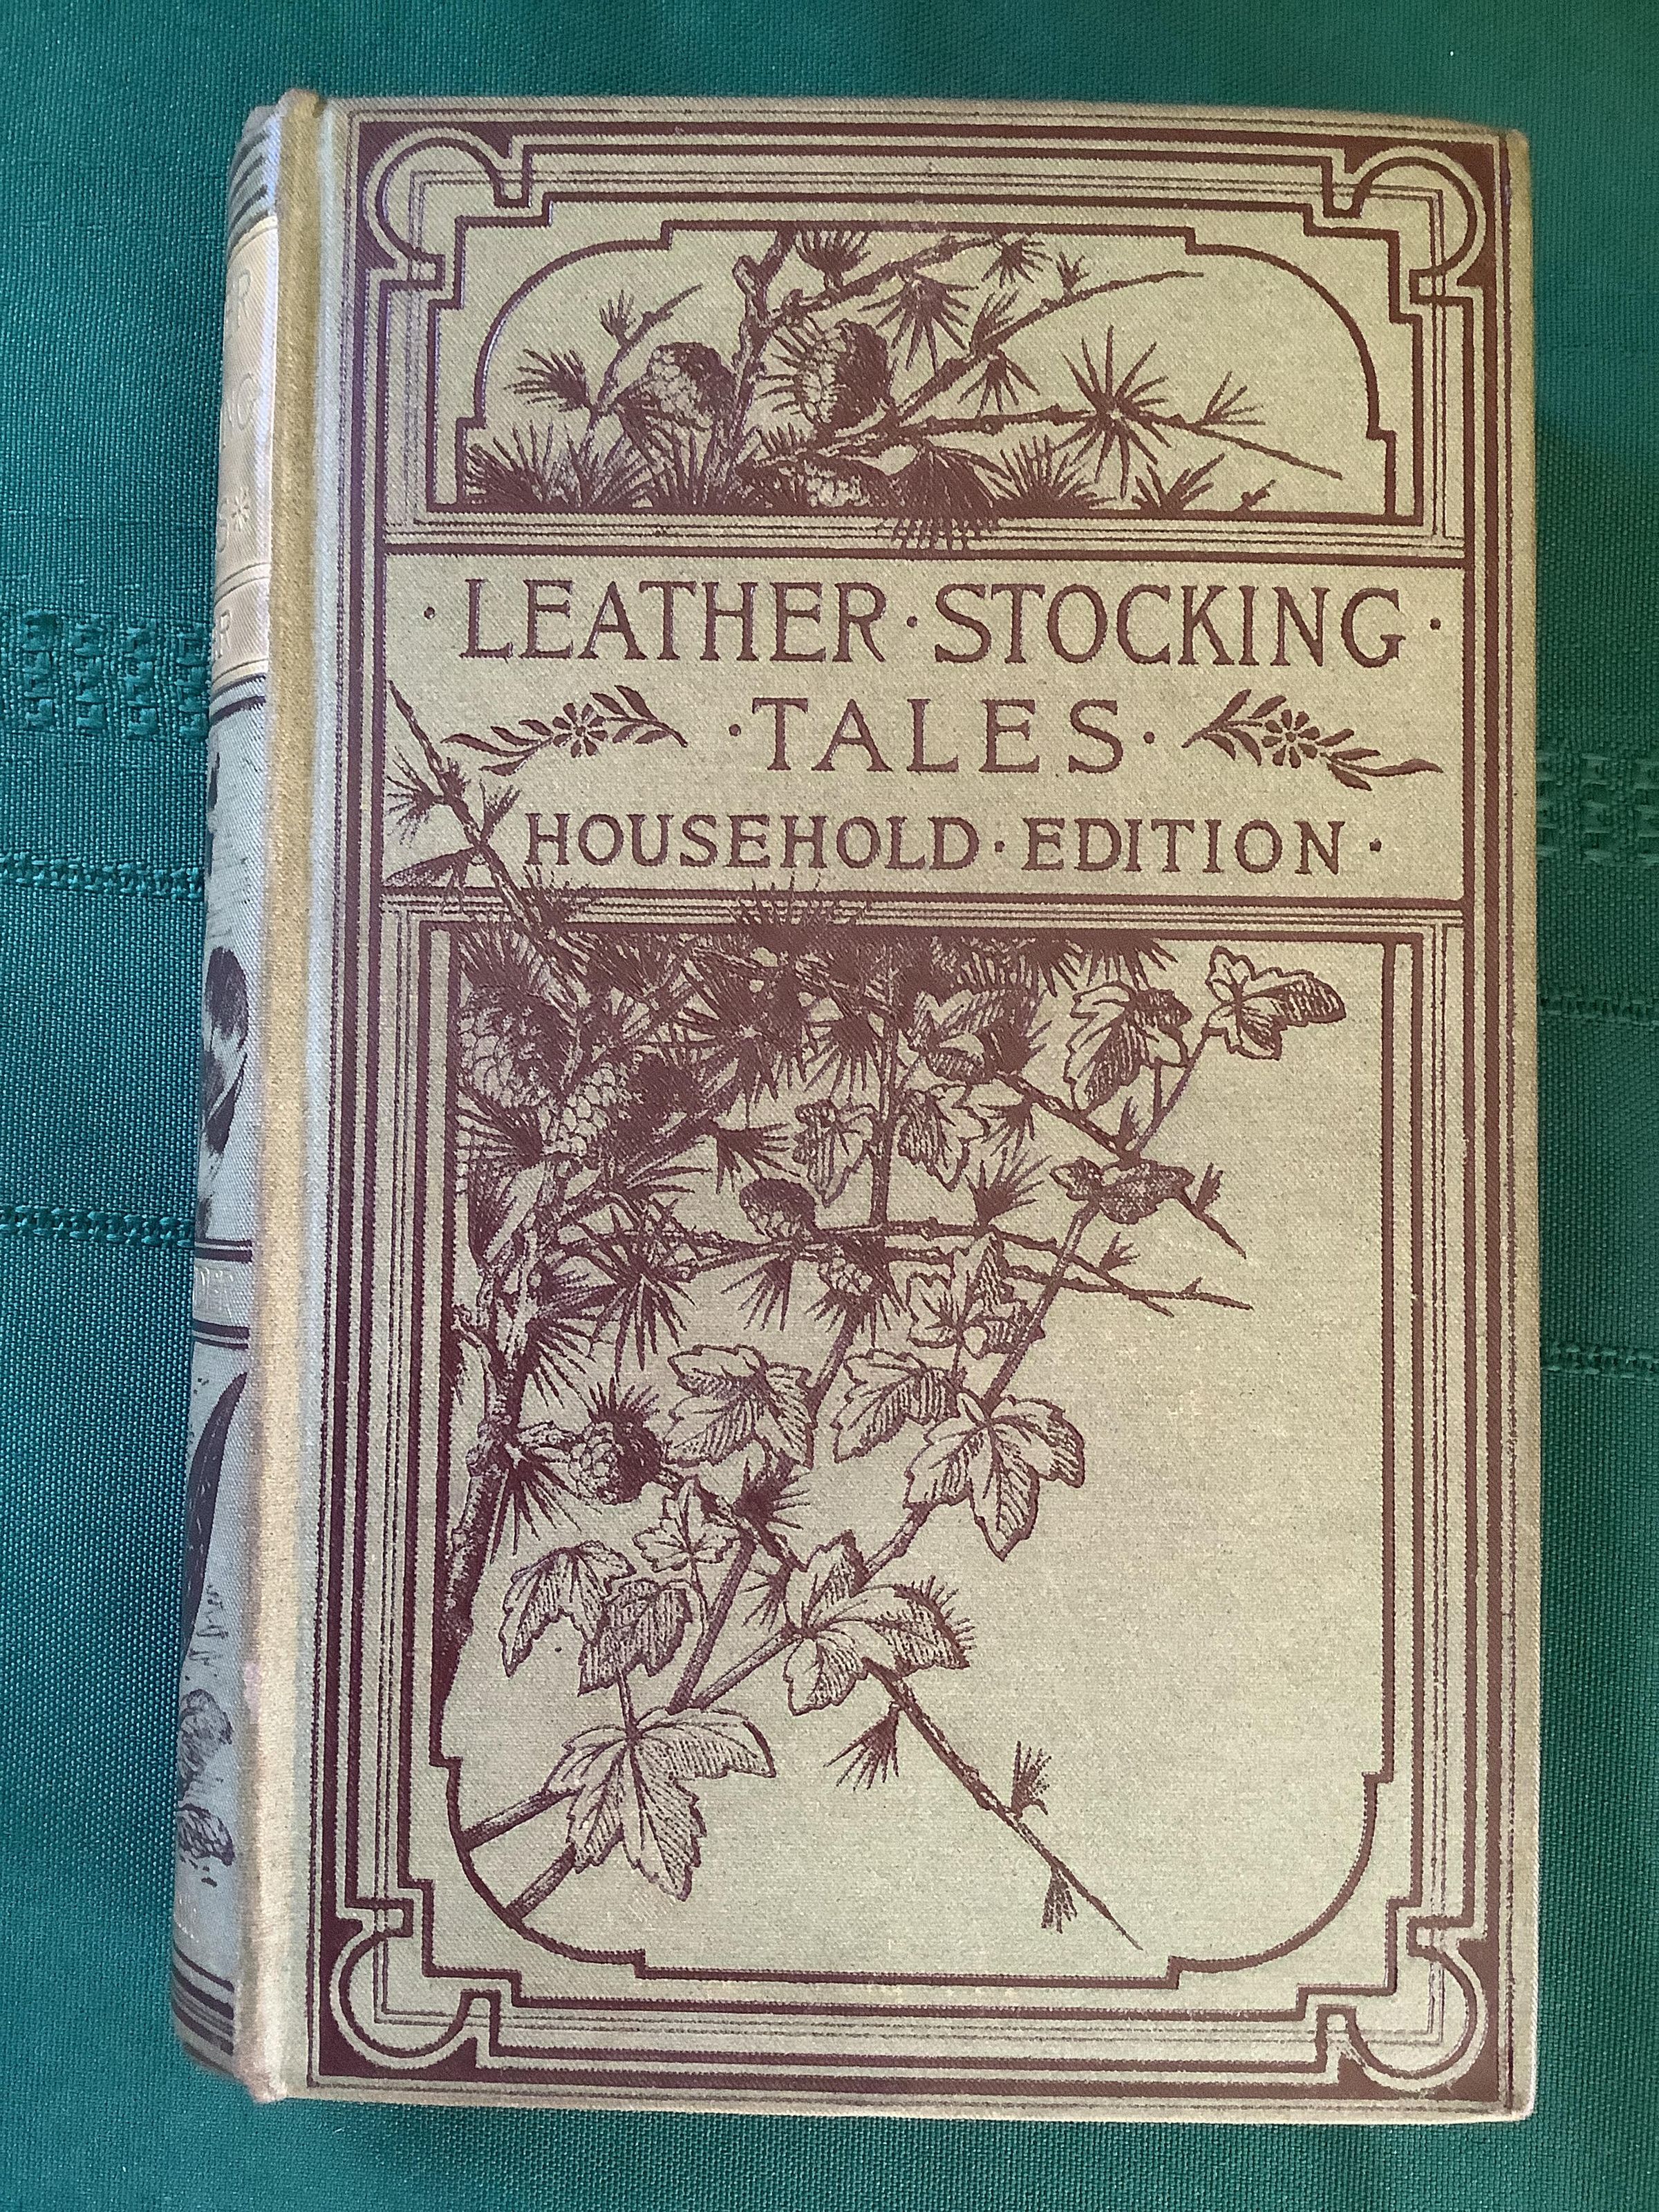 ·LEATHER·STOCKING·
·TALES·
HOUSEHOLD·EDITION·